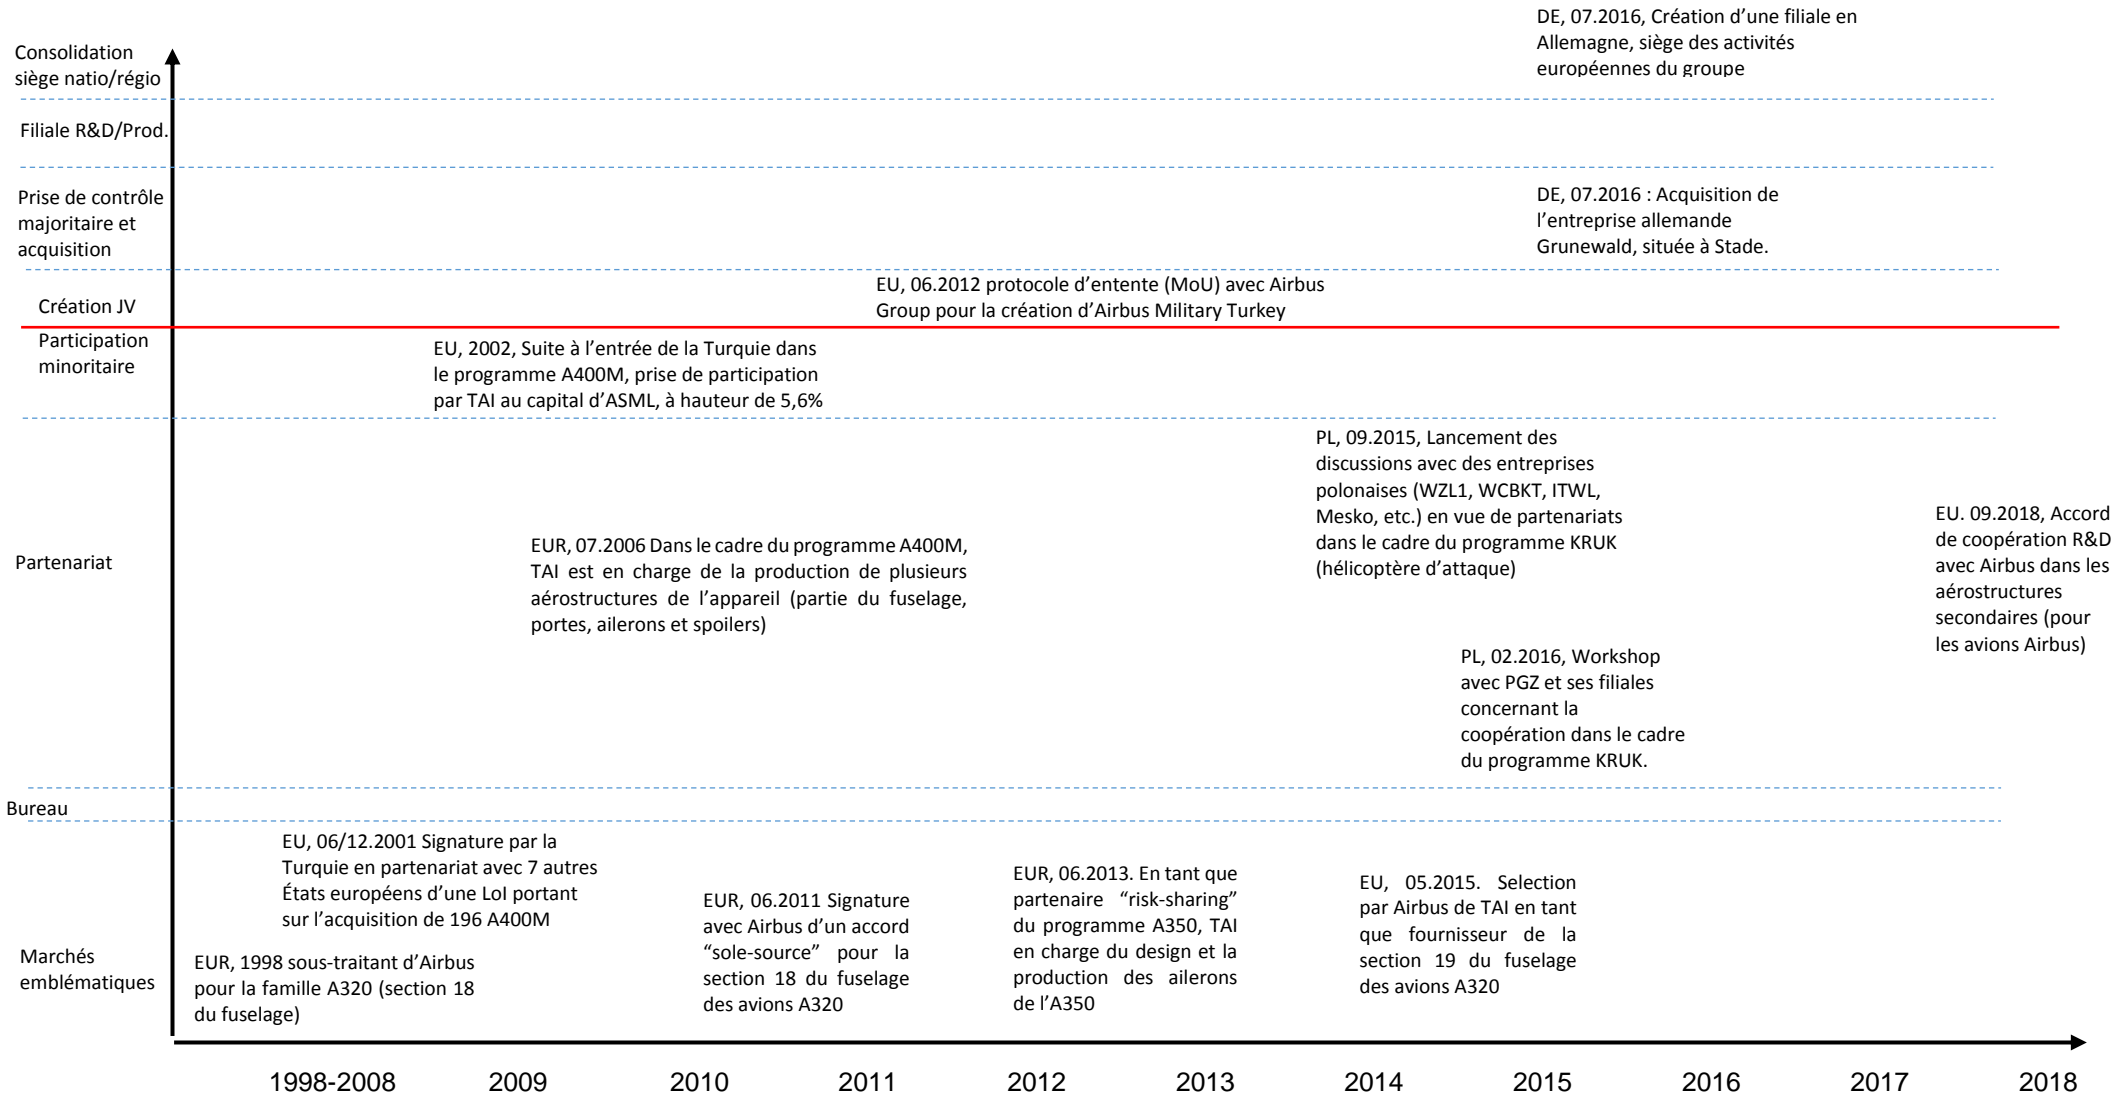 DE, 07.2016, Création d’une filiale en
Allemagne, siège des activités
européennes du groupe
Consolidation
siège natio/régio
Filiale R&D/Prod.
Prise de contrôle
majoritaire et
acquisition
DE, 07.2016 : Acquisition de
l’entreprise allemande
Grunewald, située à Stade.
Création JV
EU, 06.2012 protocole d’entente (MoU) avec Airbus
Group pour la création d’Airbus Military Turkey
Participation
minoritaire
EU, 2002, Suite à l’entrée de la Turquie dans
le programme A400M, prise de participation
par TAI au capital d’ASML, à hauteur de 5,6%
Partenariat
EUR, 07.2006 Dans le cadre du programme A400M,
TAI est en charge de la production de plusieurs
aérostructures de l’appareil (partie du fuselage,
portes, ailerons et spoilers)
PL, 09.2015, Lancement des
discussions avec des entreprises
polonaises (WZL1, WCBKT, ITWL,
Mesko, etc.) en vue de partenariats
dans le cadre du programme KRUK
(hélicoptère d’attaque)
PL, 02.2016, Workshop
avec PGZ et ses filiales
concernant la
coopération dans le cadre
du programme KRUK.
EU. 09.2018, Accord
de coopération R&D
avec Airbus dans les
aérostructures
secondaires (pour
les avions Airbus)
Bureau
Marchés
emblématiques
EU, 06/12.2001 Signature par la
Turquie en partenariat avec 7 autres
États européens d’une LoI portant
sur l’acquisition de 196 A400M
EUR, 1998 sous-traitant d’Airbus
pour la famille A320 (section 18
du fuselage)
EUR, 06.2011 Signature
avec Airbus d’un accord
“sole-source” pour la
section 18 du fuselage
des avions A320
EUR, 06.2013. En tant que
partenaire “risk-sharing”
du programme A350, TAI
en charge du design et la
production des ailerons
de l’A350
EU, 05.2015. Selection
par Airbus de TAI en tant
que fournisseur de la
section 19 du fuselage
des avions A320
1998-2008 2009 2010 2011 2012 2013 2014 2015 2016 2017 2018